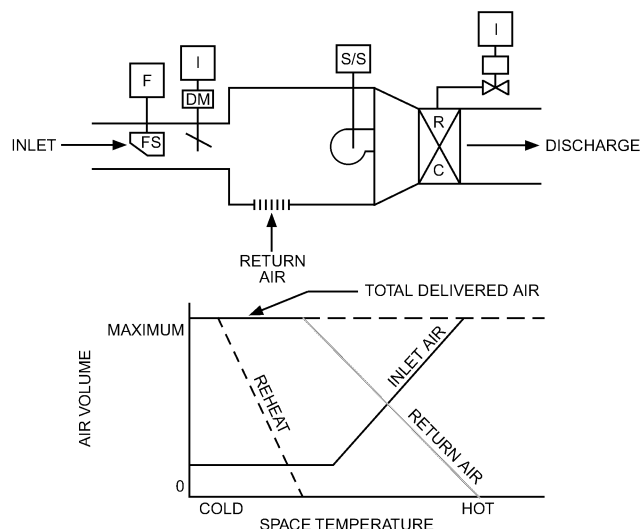 I
F
I
S/S
DM
FS
R
C
INLET
DISCHARGE
RETURN
AIR
TOTAL DELIVERED AIR
MAXIMUM
AIR VOLUME
REHEAT
INLET AIR
RETURN AIR
0
COLD
HOT
SPACE TEMPERATURE